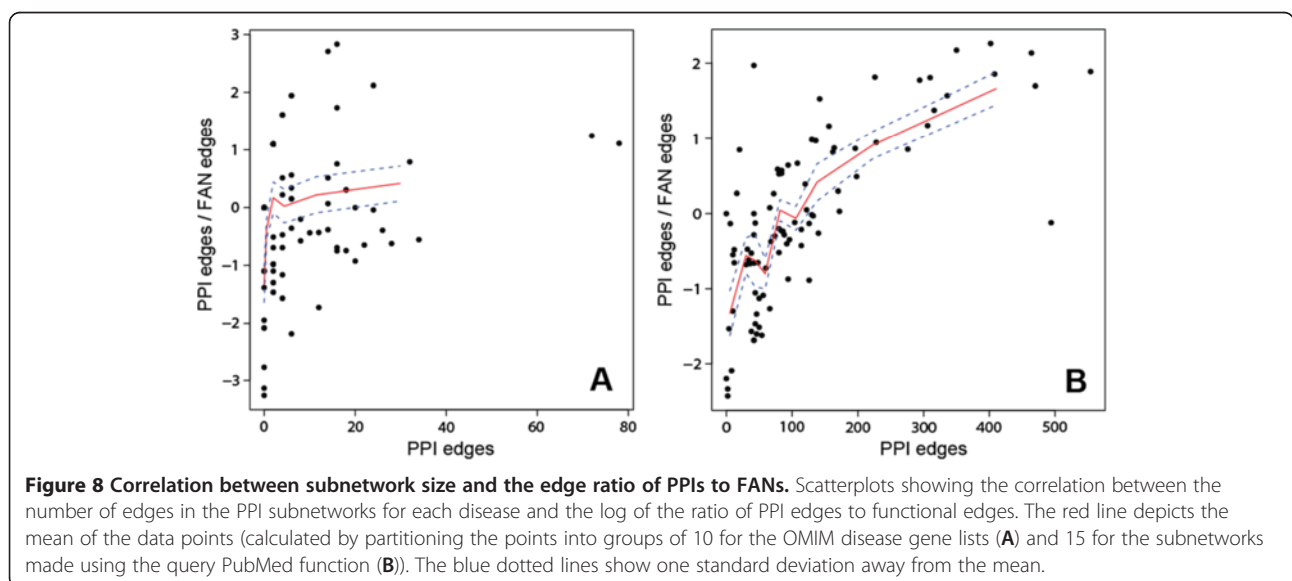 3
2
1
0
−1
−2
−3
PPI edges / FAN edges
0
20
40
60
80
PPI edges
A
2
1
0
−1
−2
PPI edges / FAN edges
0
100
200
300
400
500
PPI edges
B
Figure 8 Correlation between subnetwork size and the edge ratio of PPIs to FANs. Scatterplots showing the correlation between the
number of edges in the PPI subnetworks for each disease and the log of the ratio of PPI edges to functional edges. The red line depicts the
mean of the data points (calculated by partitioning the points into groups of 10 for the OMIM disease gene lists (A) and 15 for the subnetworks
made using the query PubMed function (B)). The blue dotted lines show one standard deviation away from the mean.